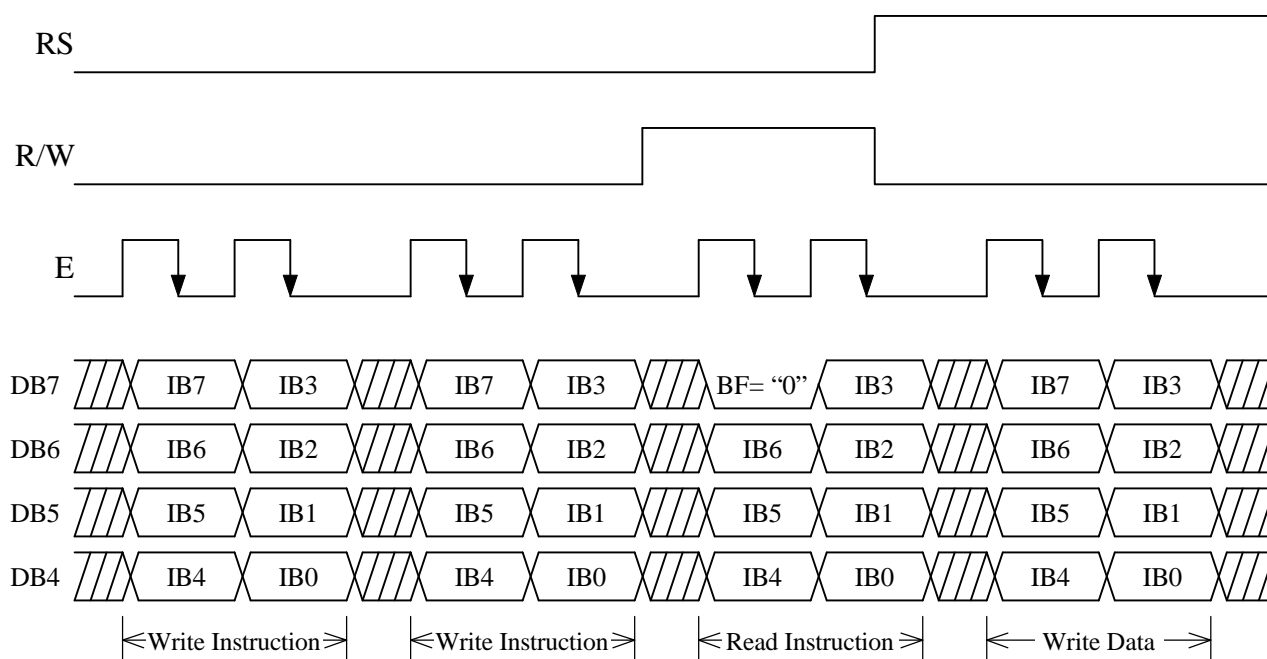 RS
R/W
E
DB7 IB7 IB3 IB7 IB3 BF= “0” IB3 IB7 IB3
DB6 IB6 IB2 IB6 IB2 IB6 IB2 IB6 IB2
DB5 IB5 IB1 IB5 IB1 IB5 IB1 IB5 IB1
DB4 IB4 IB0 IB4 IB0 IB4 IB0 IB4 IB0
Write Instruction Write Instruction Read Instruction Write Data